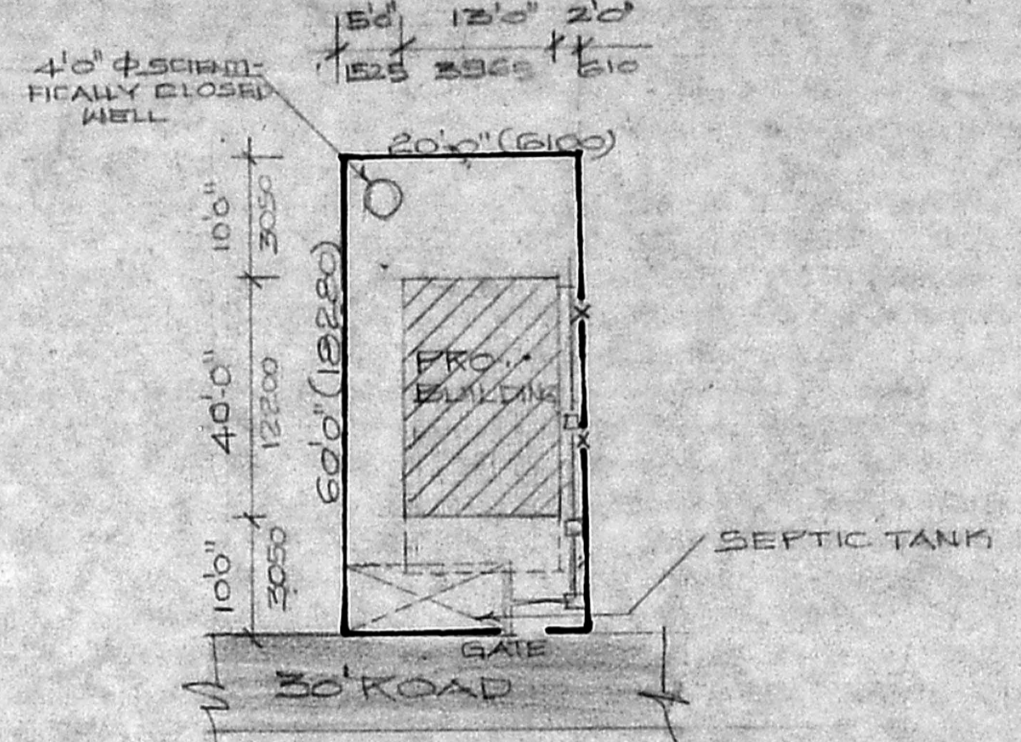 5'0" 13'0" 2'0"
1525 3965 610
4'0" φ SCIENTI-
FICALLY CLOSED
WELL
20'0" (6100)
10'0" 3050
60'0" (18280)
40'-0" 12200
PRO..
BUILDING
10'0" 3050
SEPTIC TANK
GATE
30' ROAD